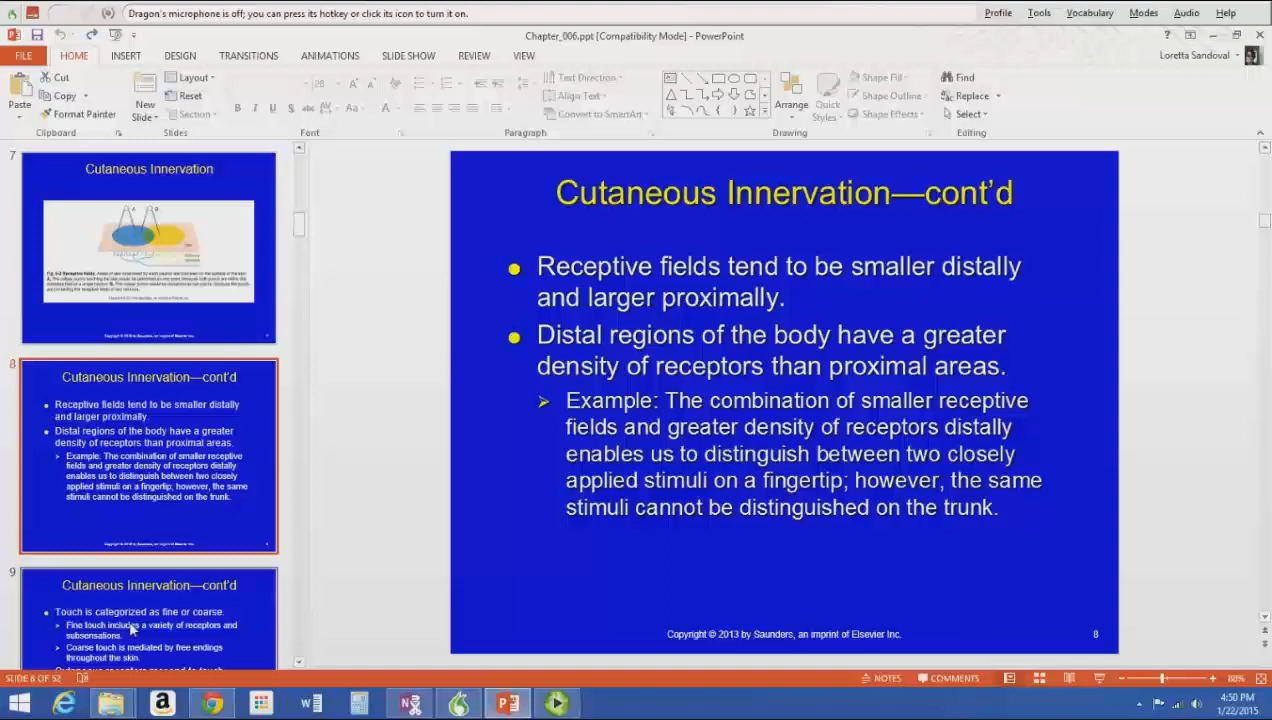 Dragon's microphone is off; you can press its hotkey or click its icon to turn it on.
Profile Tools Vocabulary Modes Audio Help
Chapter_006.ppt [Compatibility Mode] - PowerPoint
FILE HOME INSERT DESIGN TRANSITIONS ANIMATIONS SLIDE SHOW REVIEW VIEW
Loretta Sandoval
Paste
Cut
Copy
Format Painter
Clipboard
New Slide
Layout
Reset
Section
Slides
28
Font
Text Direction
Align Text
Convert to SmartArt
Paragraph
Arrange
Quick Styles
Shape Fill
Shape Outline
Shape Effects
Drawing
Find
Replace
Select
Editing
7
Cutaneous Innervation
8
Cutaneous Innervation—cont'd
Receptive fields tend to be smaller distally
and larger proximally.
Distal regions of the body have a greater
density of receptors than proximal areas.
Example: The combination of smaller receptive
fields and greater density of receptors distally
enables us to distinguish between two closely
applied stimuli on a fingertip; however, the same
stimuli cannot be distinguished on the trunk.
9
Cutaneous Innervation—cont'd
Touch is categorized as fine or coarse.
Fine touch includes a variety of receptors and
subsensations.
Coarse touch is mediated by free endings
throughout the skin.
Cutaneous Innervation—cont'd
Receptive fields tend to be smaller distally
and larger proximally.
Distal regions of the body have a greater
density of receptors than proximal areas.
Example: The combination of smaller receptive
fields and greater density of receptors distally
enables us to distinguish between two closely
applied stimuli on a fingertip; however, the same
stimuli cannot be distinguished on the trunk.
Copyright © 2013 by Saunders, an imprint of Elsevier Inc.
8
SLIDE 8 OF 52
NOTES COMMENTS
88%
4:50 PM
1/22/2015